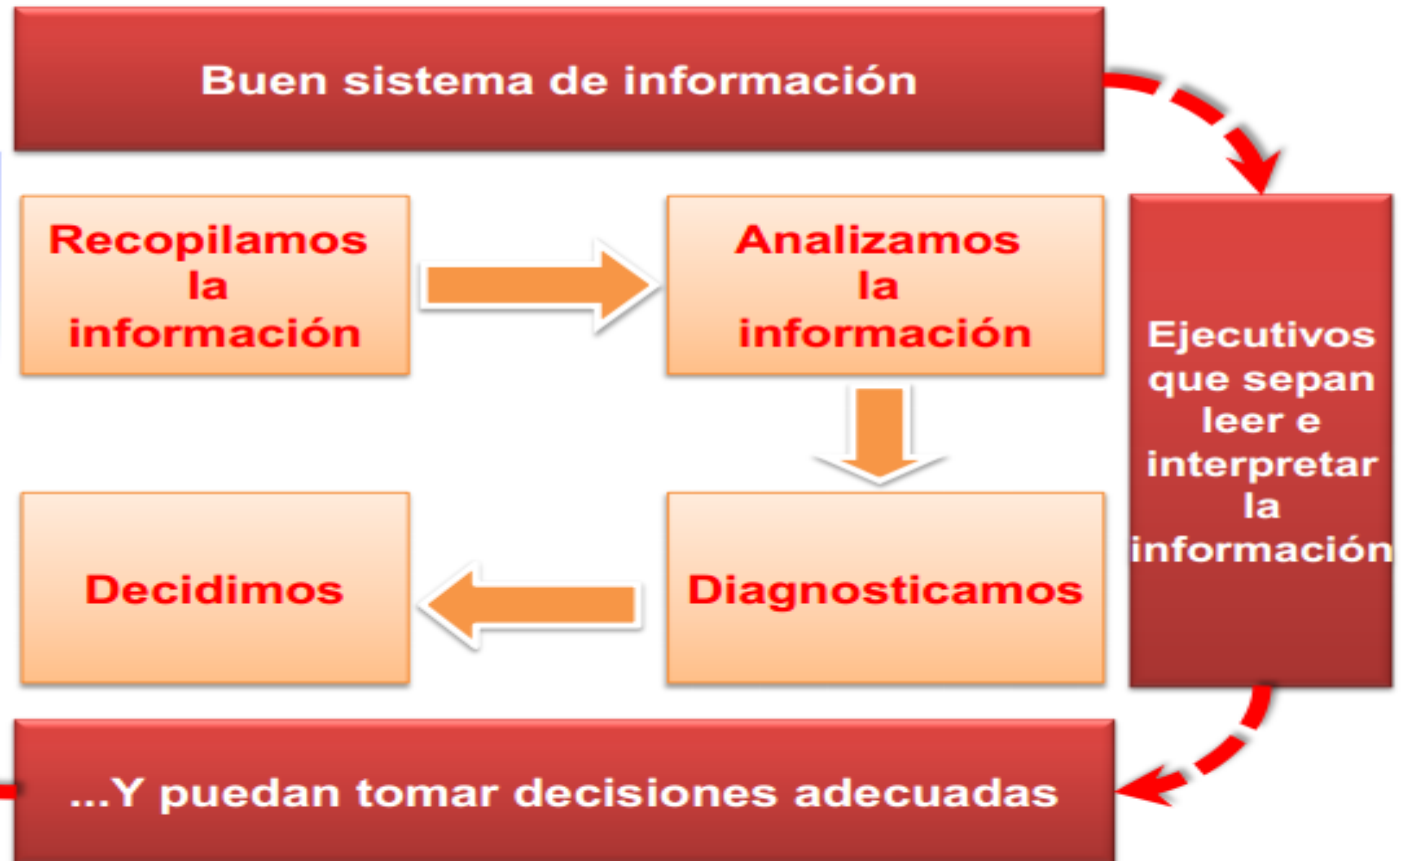 Buen sistema de información
Recopilamos
la
información
Analizamos
la
información
Ejecutivos
que sepan
leer e
interpretar
la
información
Decidimos
Diagnosticamos
...Y puedan tomar decisiones adecuadas